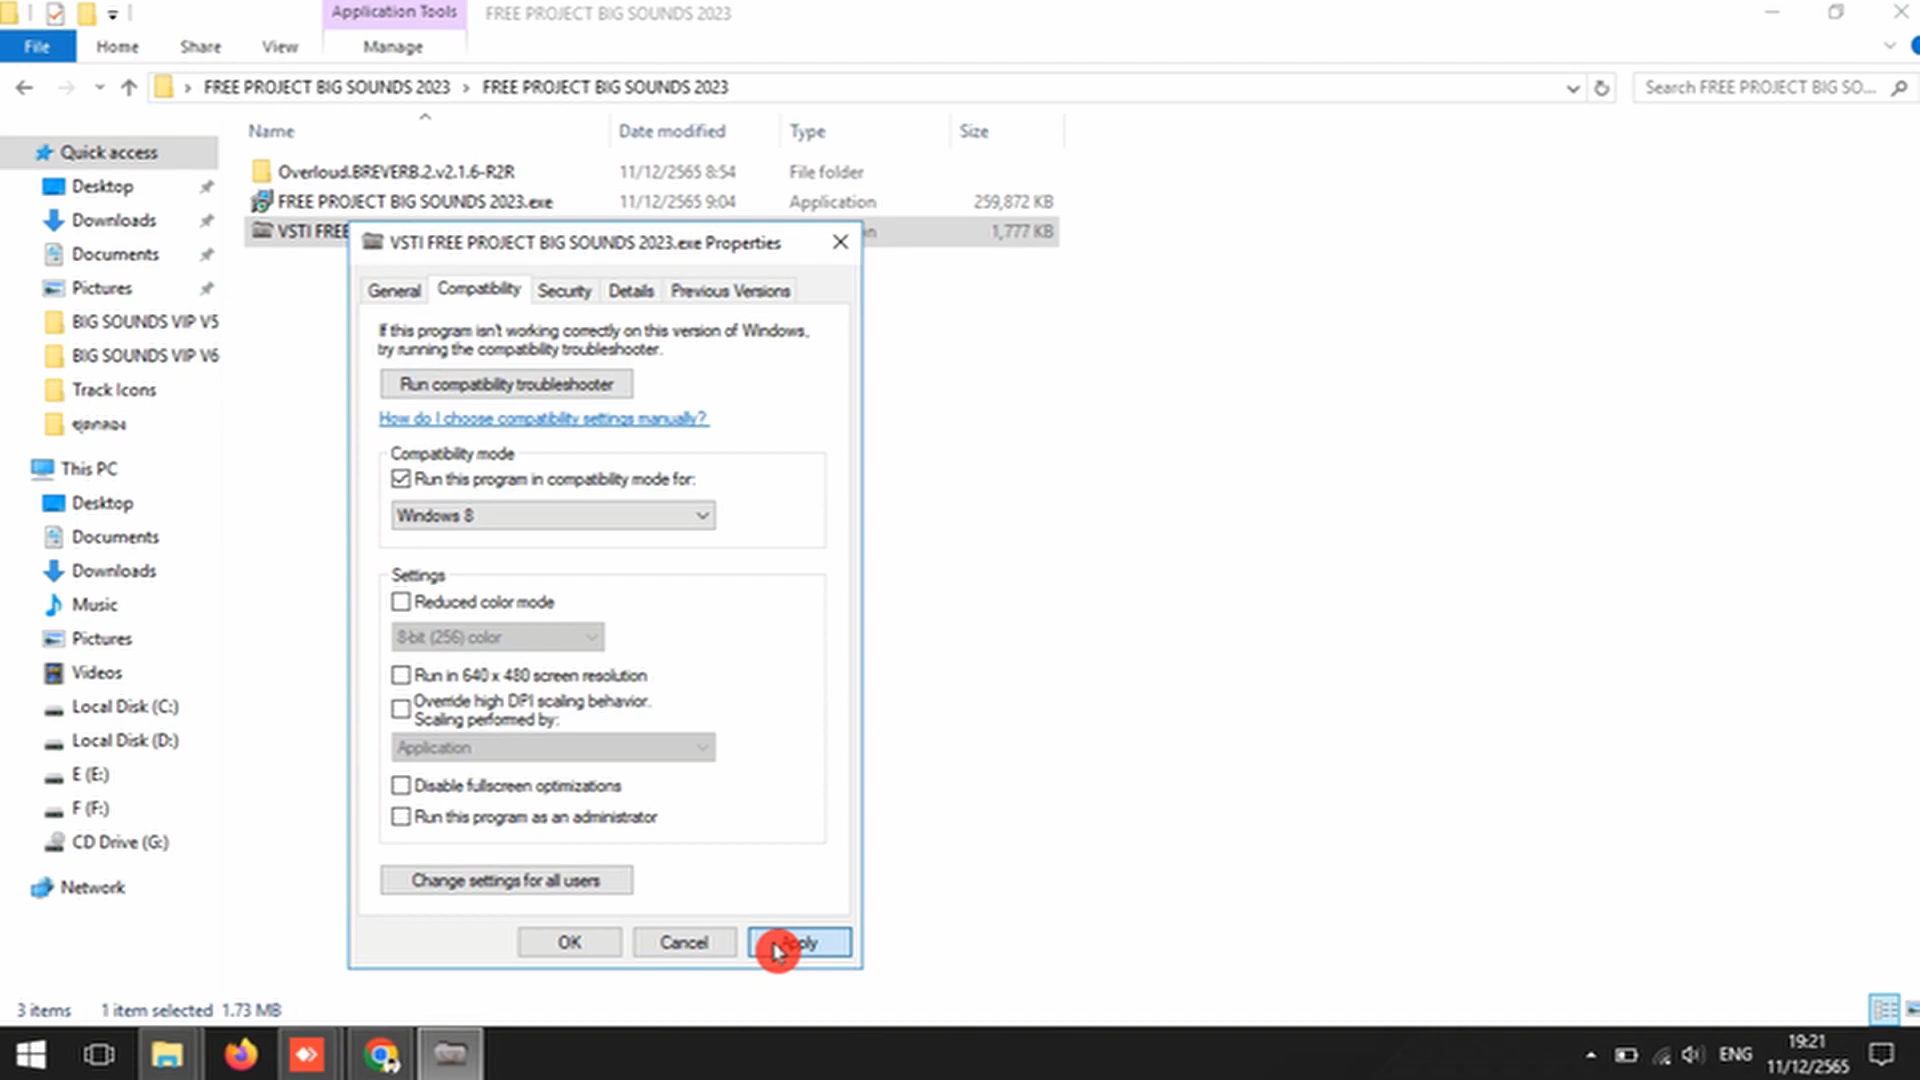 Application Tools
FREE PROJECT BIG SOUNDS 2023
File
Home
Share
View
Manage
FREE PROJECT BIG SOUNDS 2023 › FREE PROJECT BIG SOUNDS 2023
Search FREE PROJECT BIG SO...
Name
Date modified
Type
Size
Quick access
Desktop
Downloads
Documents
Pictures
BIG SOUNDS VIP V5
BIG SOUNDS VIP V6
Track Icons
This PC
Desktop
Documents
Downloads
Music
Pictures
Videos
Local Disk (C:)
Local Disk (D:)
E (E:)
F (F:)
CD Drive (G:)
Network
Overloud.BREVERB.2.v2.1.6-R2R 11/12/2565 8:54 File folder
FREE PROJECT BIG SOUNDS 2023.exe 11/12/2565 9:04 Application 259,872 KB
VSTI FREE 1,777 KB
VSTI FREE PROJECT BIG SOUNDS 2023.exe Properties
General
Compatibility
Security
Details
Previous Versions
If this program isn't working correctly on this version of Windows,
try running the compatibility troubleshooter.
Run compatibility troubleshooter
How do I choose compatibility settings manually?
Compatibility mode
Run this program in compatibility mode for:
Windows 8
Settings
Reduced color mode
8-bit (256) color
Run in 640 x 480 screen resolution
Override high DPI scaling behavior.
Scaling performed by:
Application
Disable fullscreen optimizations
Run this program as an administrator
Change settings for all users
OK
Cancel
Apply
3 items
1 item selected 1.73 MB
ENG
19:21
11/12/2565